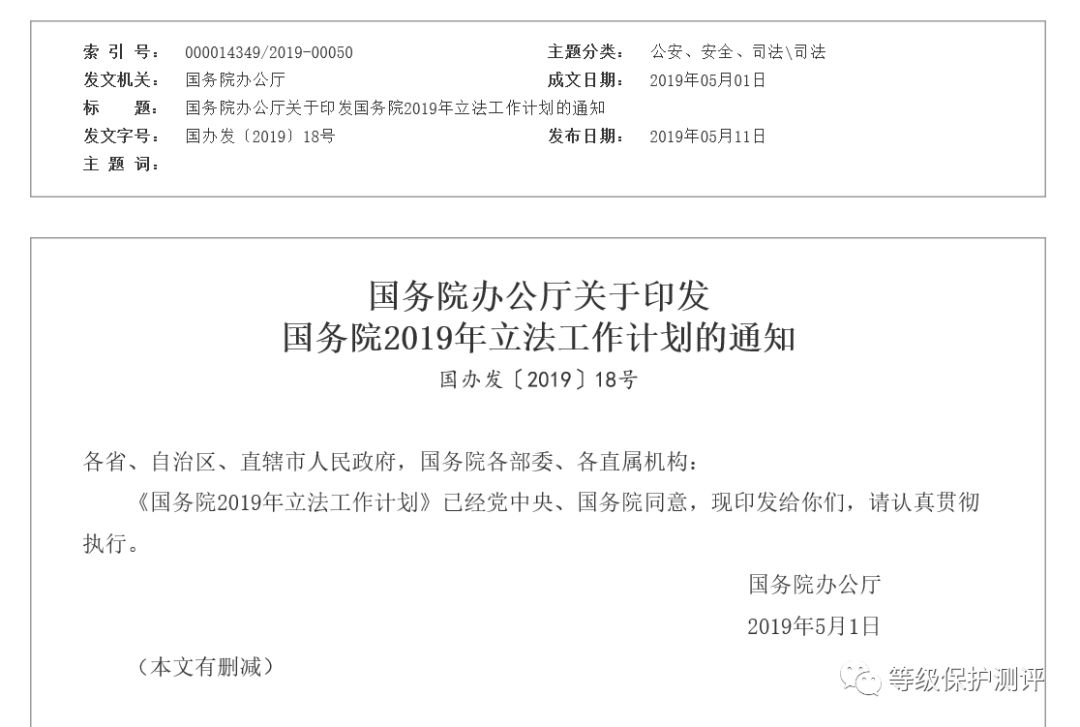 索 引 号： 000014349/2019-00050 主题分类： 公安、安全、司法\司法
发文机关： 国务院办公厅 成文日期： 2019年05月01日
标 题： 国务院办公厅关于印发国务院2019年立法工作计划的通知
发文字号： 国办发〔2019〕18号 发布日期： 2019年05月11日
主 题 词：
国务院办公厅关于印发
国务院2019年立法工作计划的通知
国办发〔2019〕18号
各省、自治区、直辖市人民政府，国务院各部委、各直属机构：
《国务院2019年立法工作计划》已经党中央、国务院同意，现印发给你们，请认真贯彻
执行。
国务院办公厅
2019年5月1日
（本文有删减）
等级保护测评